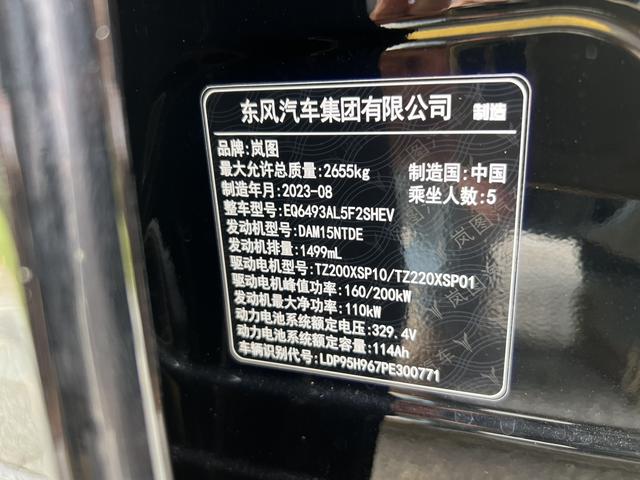 东风汽车集团有限公司 制造
品牌:岚图
最大允许总质量:2655kg 制造国:中国
制造年月:2023-08 乘坐人数:5
整车型号:EQ6493AL5F2SHEV
发动机型号:DAM15NTDE
发动机排量:1499mL
驱动电机型号:TZ200XSP10/TZ220XSP01
驱动电机峰值功率:160/200kW
发动机最大净功率:110kW
动力电池系统额定电压:329.4V
动力电池系统额定容量:114Ah
车辆识别代号:LDP95H967PE300771